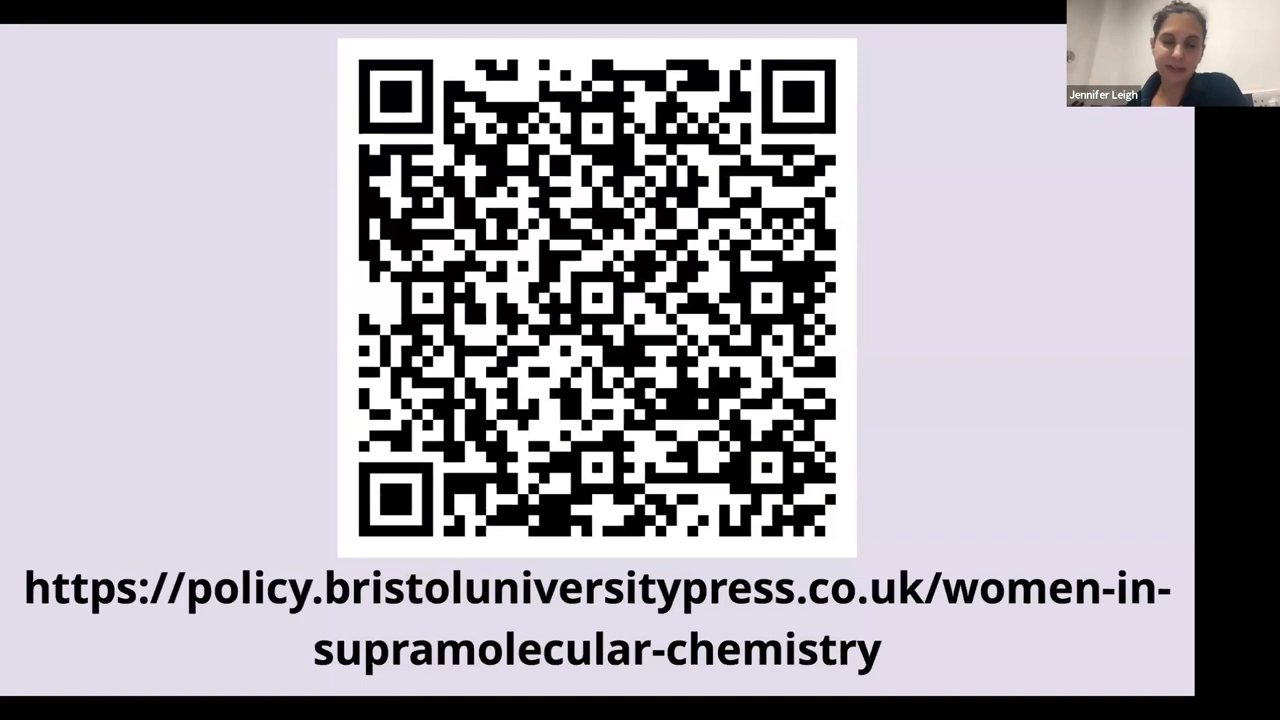 Jennifer Leigh
https://policy.bristoluniversitypress.co.uk/women-in-
supramolecular-chemistry